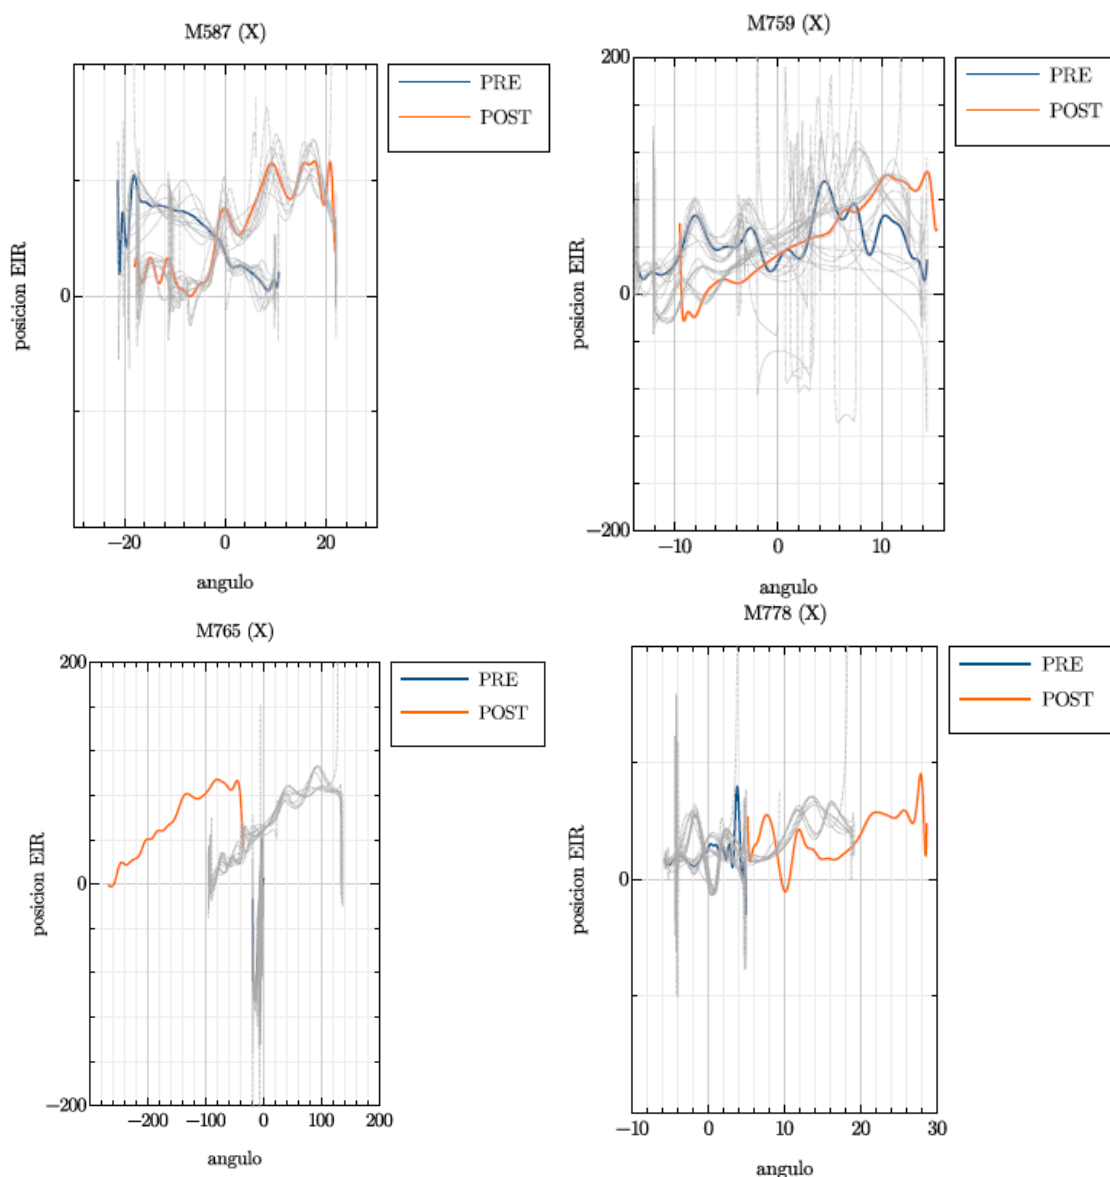 M587 (X)
PRE
POST
posicion EIR
0
−20 0 20
angulo
M759 (X)
200
PRE
POST
posicion EIR
0
−200
−10 0 10
angulo
M765 (X)
200
PRE
POST
posicion EIR
0
−200
−200 −100 0 100 200
angulo
M778 (X)
PRE
POST
posicion EIR
0
−10 0 10 20 30
angulo